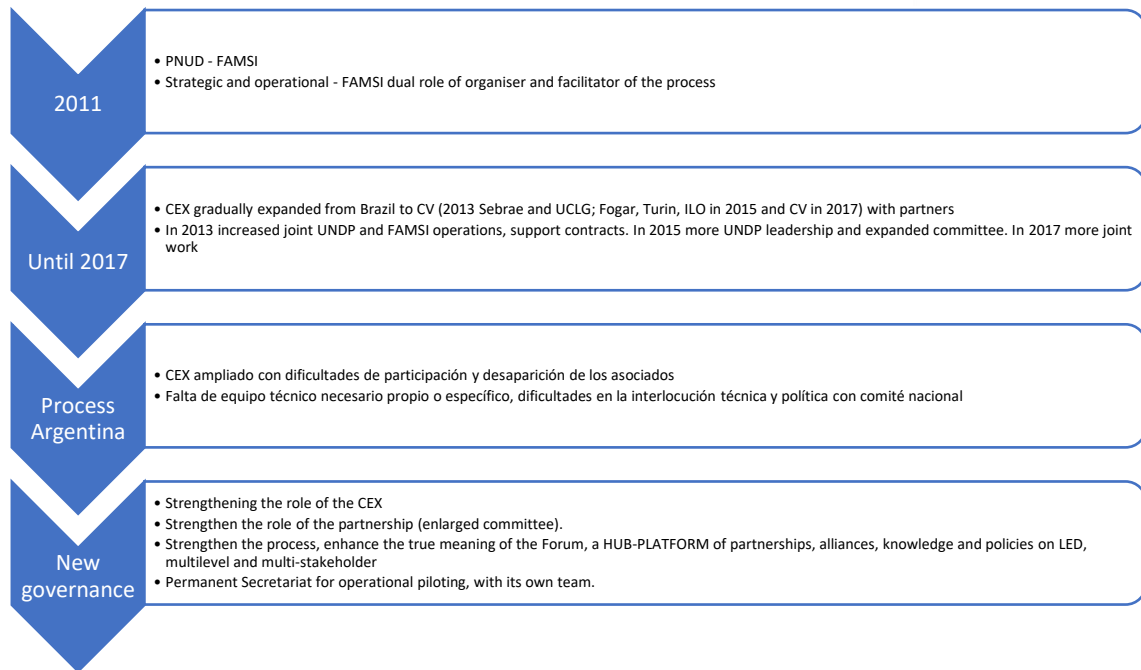 2011
• PNUD - FAMSI
• Strategic and operational - FAMSI dual role of organiser and facilitator of the process
Until 2017
• CEX gradually expanded from Brazil to CV (2013 Sebrae and UCLG; Fogar, Turin, ILO in 2015 and CV in 2017) with partners
• In 2013 increased joint UNDP and FAMSI operations, support contracts. In 2015 more UNDP leadership and expanded committee. In 2017 more joint
work
Process
Argentina
• CEX ampliado con dificultades de participación y desaparición de los asociados
• Falta de equipo técnico necesario propio o específico, dificultades en la interlocución técnica y política con comité nacional
New
governance
• Strengthening the role of the CEX
• Strengthen the role of the partnership (enlarged committee).
• Strengthen the process, enhance the true meaning of the Forum, a HUB-PLATFORM of partnerships, alliances, knowledge and policies on LED,
multilevel and multi-stakeholder
• Permanent Secretariat for operational piloting, with its own team.